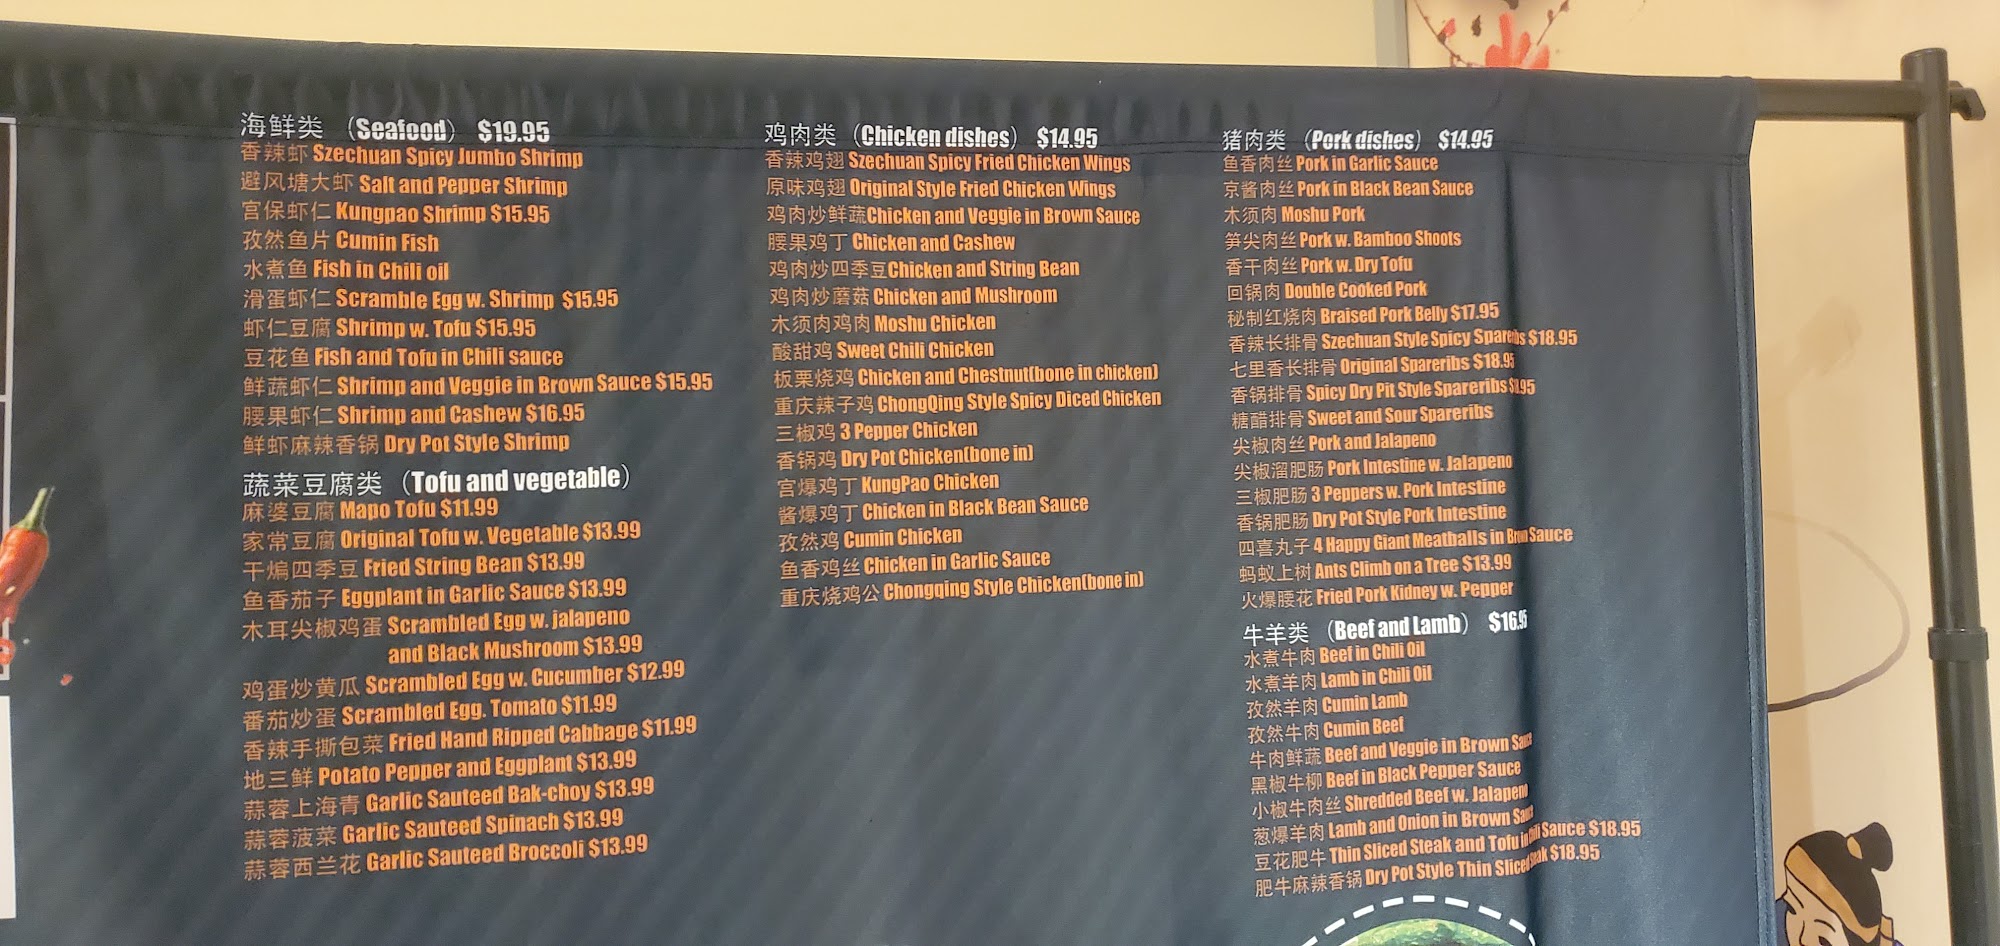 海鲜类 （Seafood） $19.95
香辣虾 Szechuan Spicy Jumbo Shrimp
避风塘大虾 Salt and Pepper Shrimp
宫保虾仁 Kungpao Shrimp $15.95
孜然鱼片 Cumin Fish
水煮鱼 Fish in Chili oil
滑蛋虾仁 Scramble Egg w. Shrimp $15.95
虾仁豆腐 Shrimp w. Tofu $15.95
豆花鱼 Fish and Tofu in Chili sauce
鲜蔬虾仁 Shrimp and Veggie in Brown Sauce $15.95
腰果虾仁 Shrimp and Cashew $16.95
鲜虾麻辣香锅 Dry Pot Style Shrimp
蔬菜豆腐类 （Tofu and vegetable）
麻婆豆腐 Mapo Tofu $11.99
家常豆腐 Original Tofu w. Vegetable $13.99
干煸四季豆 Fried String Bean $13.99
鱼香茄子 Eggplant in Garlic Sauce $13.99
木耳尖椒鸡蛋 Scrambled Egg w. jalapeno
and Black Mushroom $13.99
鸡蛋炒黄瓜 Scrambled Egg w. Cucumber $12.99
番茄炒蛋 Scrambled Egg. Tomato $11.99
香辣手撕包菜 Fried Hand Ripped Cabbage $11.99
地三鲜 Potato Pepper and Eggplant $13.99
蒜蓉上海青 Garlic Sauteed Bak-choy $13.99
蒜蓉菠菜 Garlic Sauteed Spinach $13.99
蒜蓉西兰花 Garlic Sauteed Broccoli $13.99
鸡肉类 （Chicken dishes） $14.95
香辣鸡翅 Szechuan Spicy Fried Chicken Wings
原味鸡翅 Original Style Fried Chicken Wings
鸡肉炒鲜蔬Chicken and Veggie in Brown Sauce
腰果鸡丁 Chicken and Cashew
鸡肉炒四季豆Chicken and String Bean
鸡肉炒蘑菇 Chicken and Mushroom
木须肉鸡肉 Moshu Chicken
酸甜鸡 Sweet Chili Chicken
板栗烧鸡 Chicken and Chestnut(bone in chicken)
重庆辣子鸡 ChongQing Style Spicy Diced Chicken
三椒鸡 3 Pepper Chicken
香锅鸡 Dry Pot Chicken(bone in)
宫爆鸡丁 KungPao Chicken
酱爆鸡丁 Chicken in Black Bean Sauce
孜然鸡 Cumin Chicken
鱼香鸡丝 Chicken in Garlic Sauce
重庆烧鸡公 Chongqing Style Chicken(bone in)
猪肉类 （Pork dishes） $14.95
鱼香肉丝 Pork in Garlic Sauce
京酱肉丝 Pork in Black Bean Sauce
木须肉 Moshu Pork
笋尖肉丝 Pork w. Bamboo Shoots
香干肉丝 Pork w. Dry Tofu
回锅肉 Double Cooked Pork
秘制红烧肉 Braised Pork Belly $17.95
香辣长排骨 Szechuan Style Spicy Spareribs $18.95
七里香长排骨 Original Spareribs $18.95
香锅排骨 Spicy Dry Pit Style Spareribs
糖醋排骨 Sweet and Sour Spareribs
尖椒肉丝 Pork and Jalapeno
尖椒溜肥肠 Pork Intestine w. Jalapeno
三椒肥肠 3 Peppers w. Pork Intestine
香锅肥肠 Dry Pot Style Pork Intestine
四喜丸子 4 Happy Giant Meatballs in Brown Sauce
蚂蚁上树 Ants Climb on a Tree $13.99
火爆腰花 Fried Pork Kidney w. Pepper
牛羊类 （Beef and Lamb） $16.95
水煮牛肉 Beef in Chili Oil
水煮羊肉 Lamb in Chili Oil
孜然羊肉 Cumin Lamb
孜然牛肉 Cumin Beef
牛肉鲜蔬 Beef and Veggie in Brown Sauce
黑椒牛柳 Beef in Black Pepper Sauce
小椒牛肉丝 Shredded Beef w. Jalapeno
葱爆羊肉 Lamb and Onion in Brown Sauce
豆花肥牛 Thin Sliced Steak and Tofu in Chili Sauce $18.95
肥牛麻辣香锅 Dry Pot Style Thin Sliced Steak $18.95